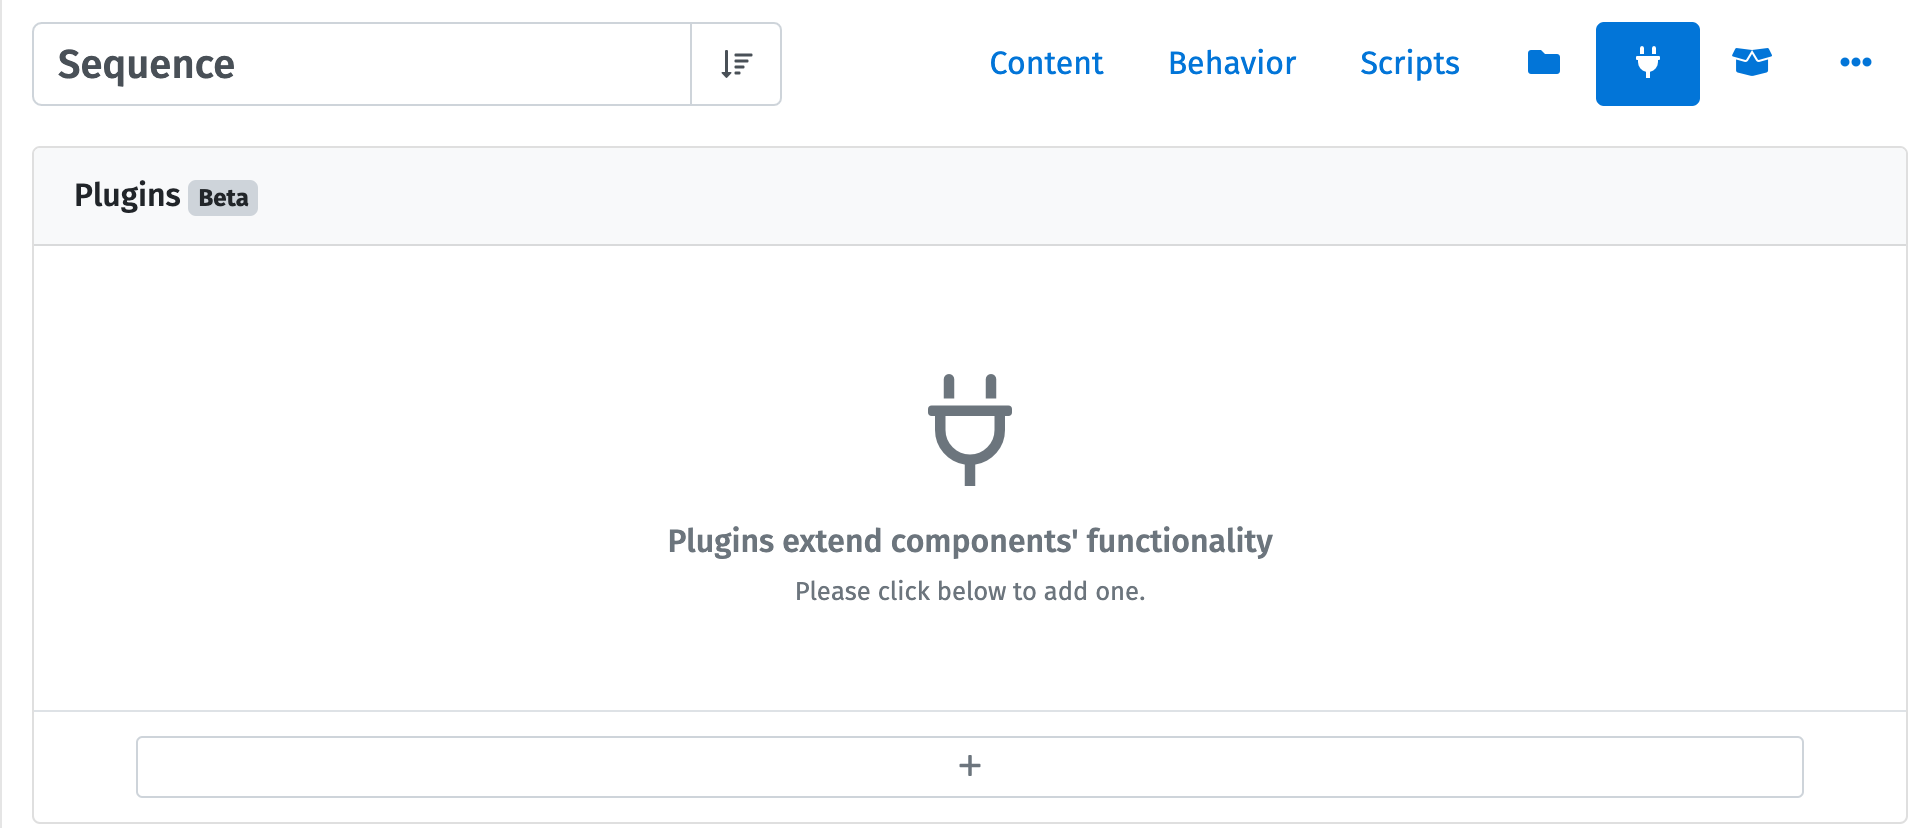 Sequence
Content Behavior Scripts
Plugins Beta
Plugins extend components' functionality
Please click below to add one.
+